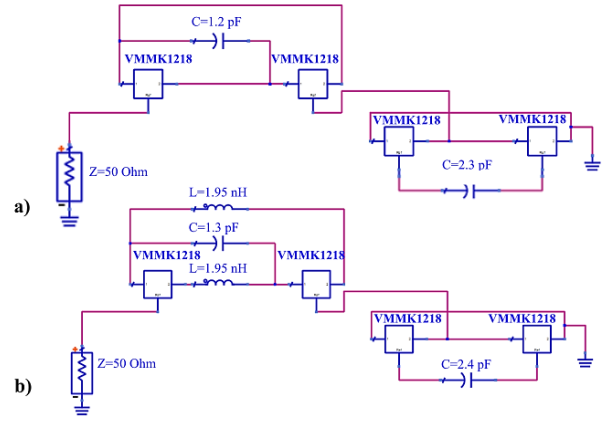 C=1.2 pF
VMMK1218 VMMK1218
VMMK1218 VMMK1218
Z=50 Ohm
C=2.3 pF
a)
L=1.95 nH
C=1.3 pF
VMMK1218 VMMK1218
L=1.95 nH
VMMK1218 VMMK1218
Z=50 Ohm
C=2.4 pF
b)